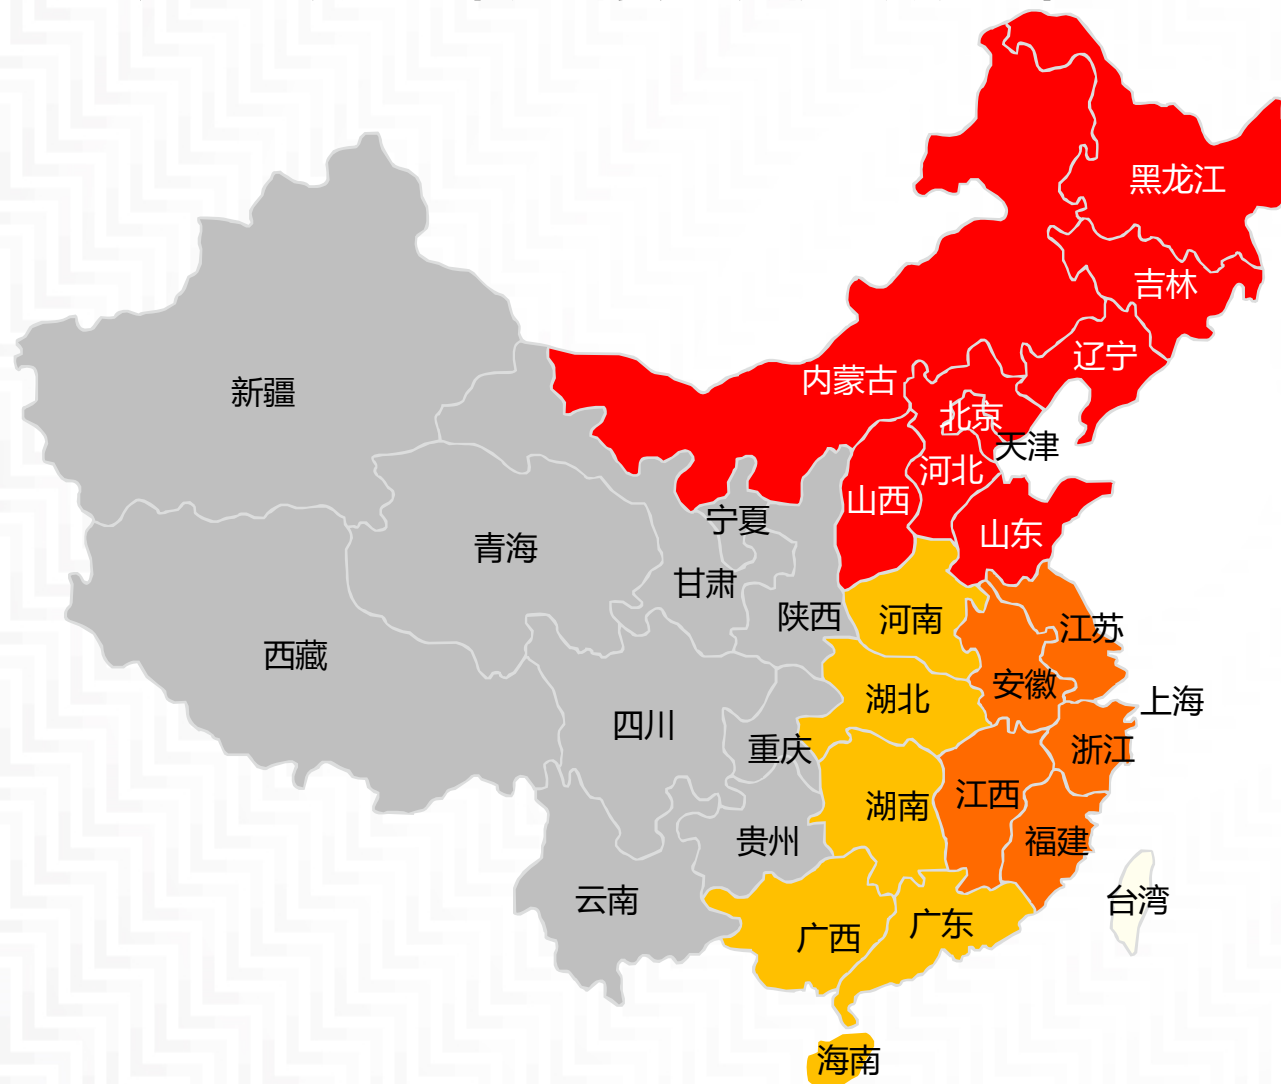 黑龙江
吉林
辽宁
内蒙古
新疆
北京
天津
河北
山西
宁夏
山东
青海
甘肃
陕西
河南
江苏
西藏
安徽
湖北
上海
四川
重庆
浙江
江西
湖南
贵州
福建
云南
台湾
广东
广西
海南